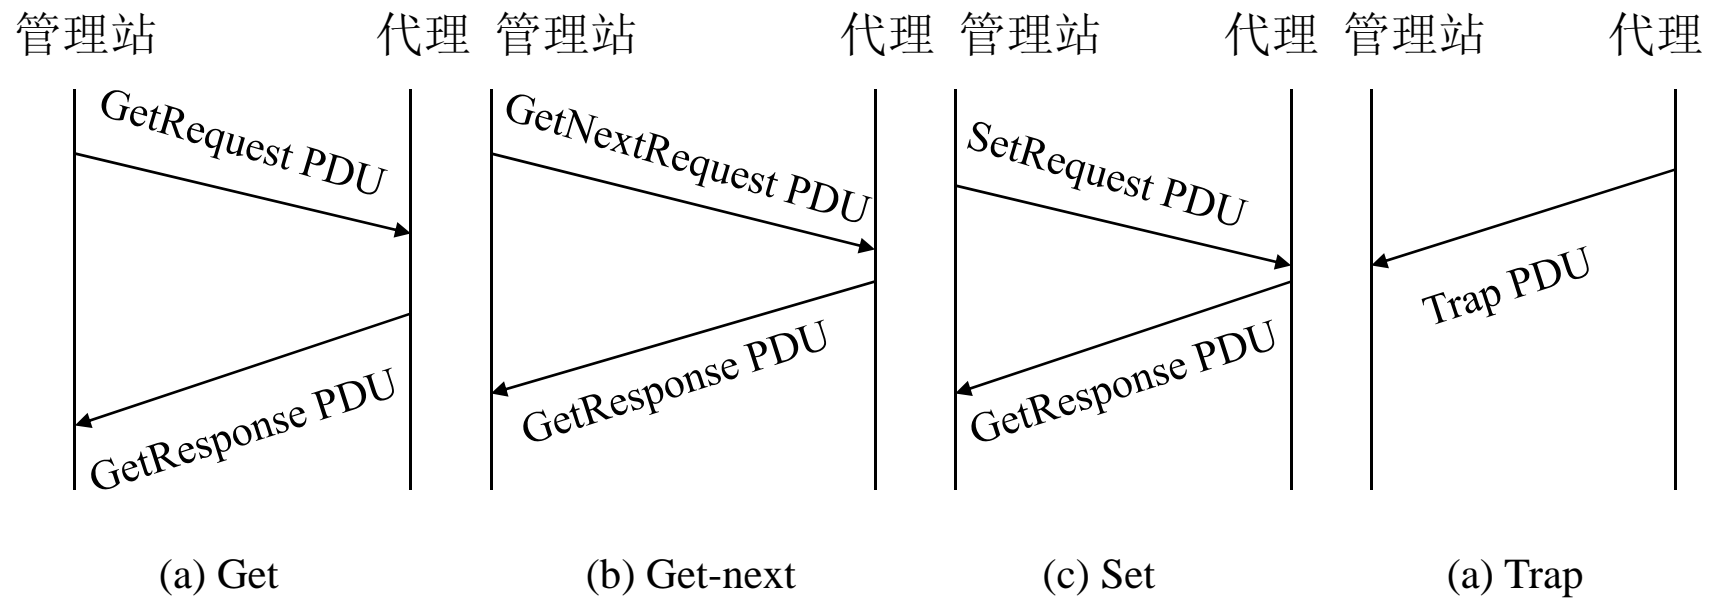 管理站 代理 管理站 代理 管理站 代理 管理站 代理
GetRequest PDU
GetResponse PDU
GetNextRequest PDU
GetResponse PDU
SetRequest PDU
GetResponse PDU
Trap PDU
(a) Get (b) Get-next (c) Set (a) Trap